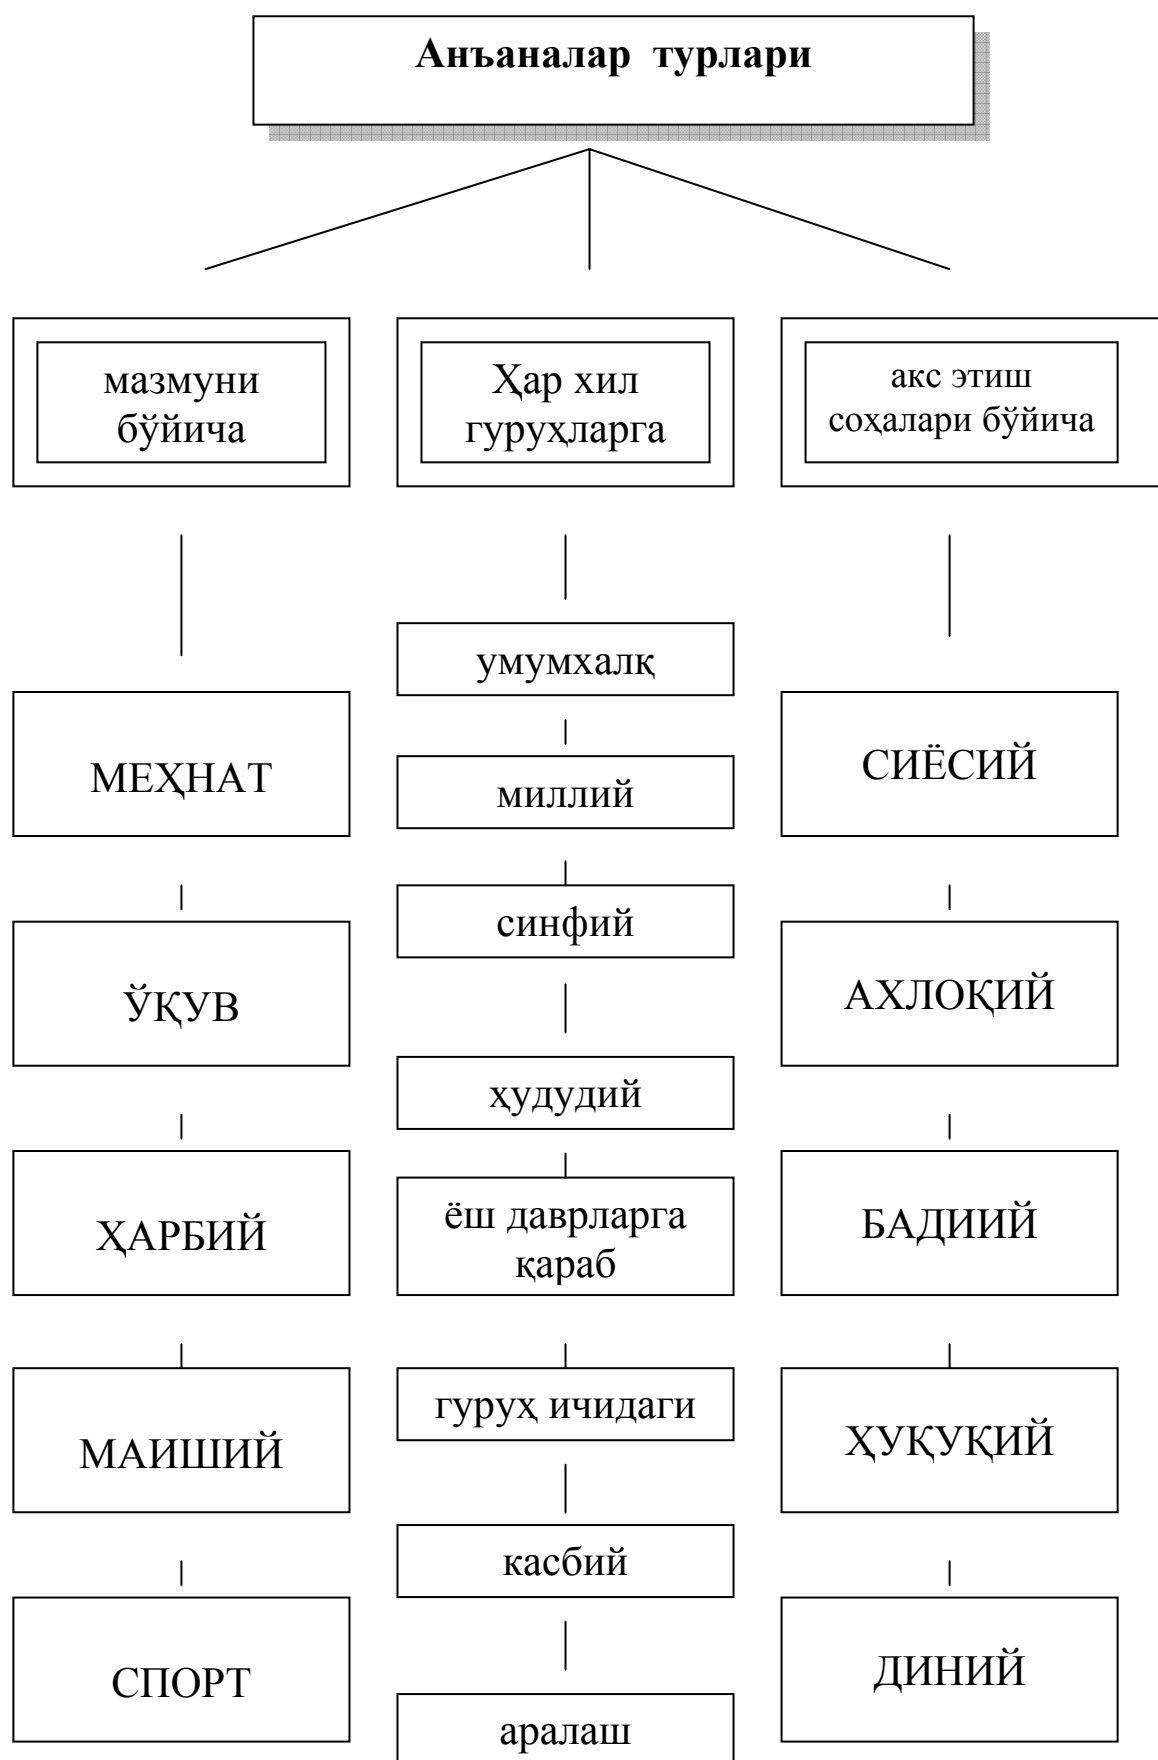 Анъаналар турлари
мазмуни
бўйича
Ҳар хил
гуруҳларга
акс этиш
соҳалари бўйича
МЕҲНАТ
ЎҚУВ
ҲАРБИЙ
МАИШИЙ
СПОРТ
умумхалқ
миллий
синфий
ҳудудий
ёш даврларга
қараб
гуруҳ ичидаги
касбий
аралаш
СИЁСИЙ
АХЛОҚИЙ
БАДИИЙ
ҲУҚУҚИЙ
ДИНИЙ